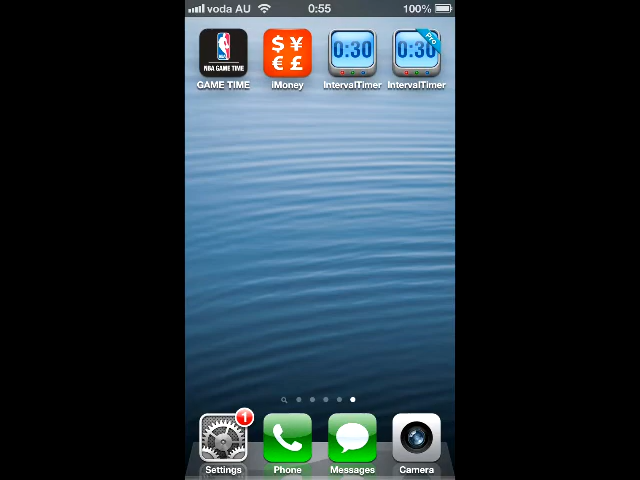 voda AU 0:55 100%
$ ¥ 0:30 0:30 Pro
€ £
NBA GAME TIME
GAME TIME iMoney IntervalTimer IntervalTimer
1
Settings Phone Messages Camera